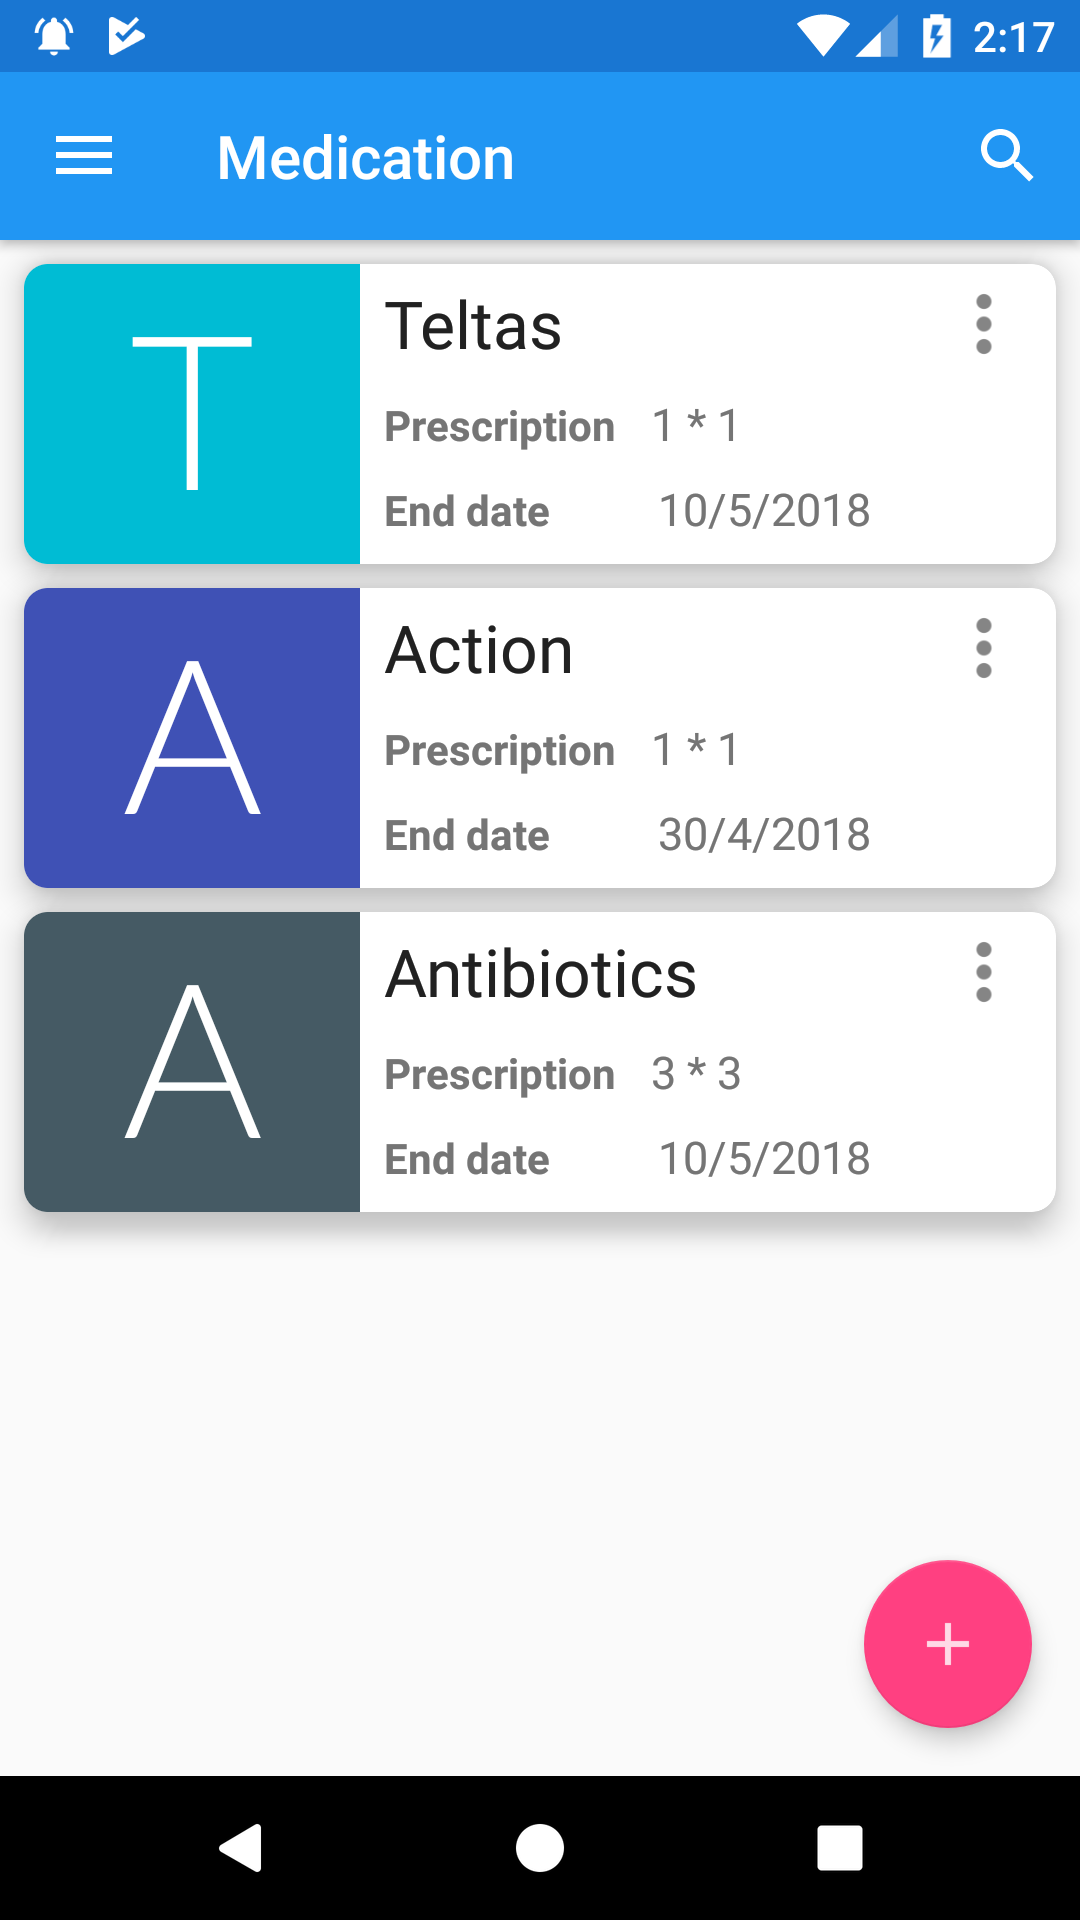 2:17
Medication
T
Teltas
Prescription 1 * 1
End date 10/5/2018
A
Action
Prescription 1 * 1
End date 30/4/2018
A
Antibiotics
Prescription 3 * 3
End date 10/5/2018
+